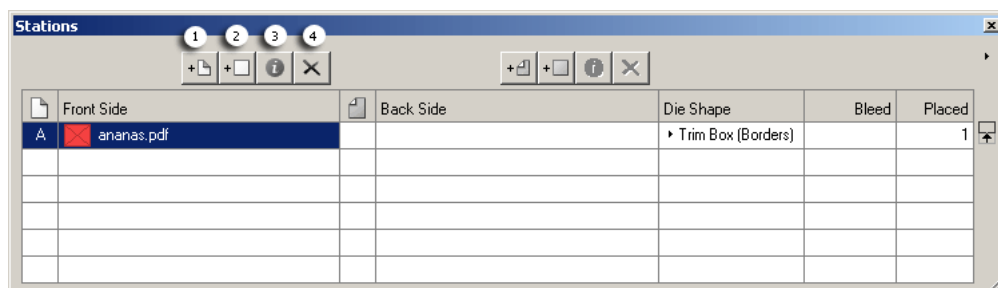 Stations
1 2 3 4
Front Side Back Side Die Shape Bleed Placed
A ananas.pdf Trim Box (Borders) 1